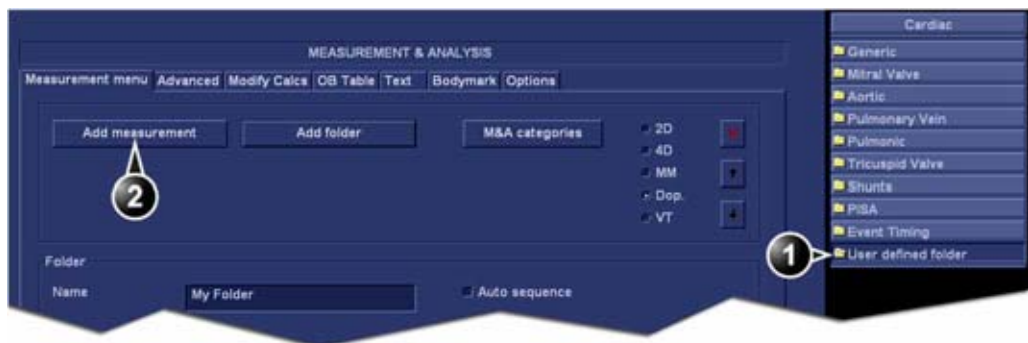 MEASUREMENT & ANALYSIS
Measurement menu Advanced Modify Calcs OB Table Text Bodymark Options
Add measurement Add folder M&A categories
2D
4D
MM
Dop.
VT
2
Folder
Name My Folder Auto sequence
Cardiac
Generic
Mitral Valve
Aortic
Pulmonary Vein
Pulmonic
Tricuspid Valve
Shunts
PISA
Event Timing
1 User defined folder